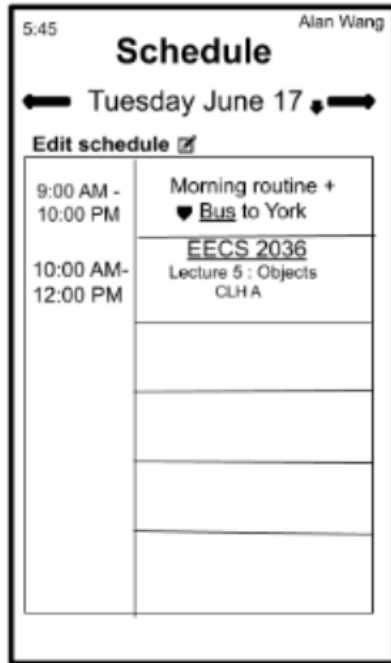 5:45
Alan Wang
Schedule
Tuesday June 17
Edit schedule
9:00 AM -
10:00 PM
Morning routine +
Bus to York
10:00 AM-
12:00 PM
EECS 2036
Lecture 5 : Objects
CLH A